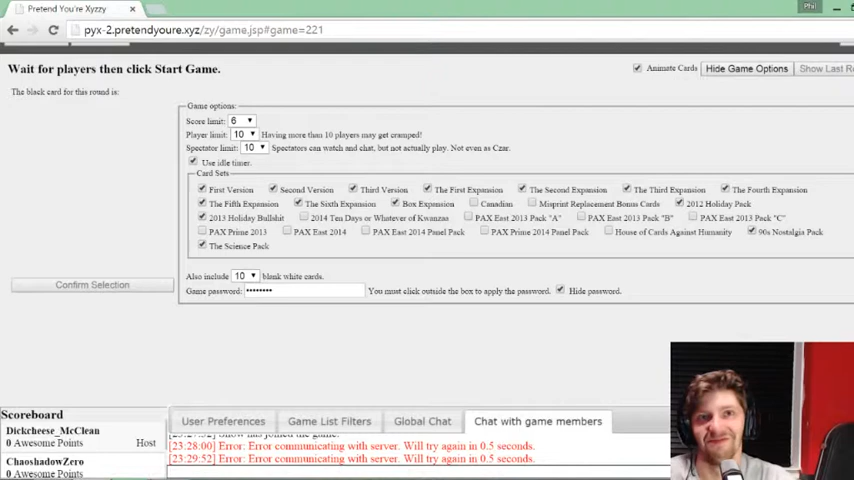 Pretend You're Xyzzy
Phil
pyx-2.pretendyoure.xyz/zy/game.jsp#game=221
Wait for players then click Start Game.
Animate Cards Hide Game Options Show Last Ro
The black card for this round is:
Game options:
Score limit: 6
Player limit: 10 Having more than 10 players may get cramped!
Spectator limit: 10 Spectators can watch and chat, but not actually play. Not even as Czar.
Use idle timer.
Card Sets
First Version Second Version Third Version The First Expansion The Second Expansion The Third Expansion The Fourth Expansion
The Fifth Expansion The Sixth Expansion Box Expansion Canadian Misprint Replacement Bonus Cards 2012 Holiday Pack
2013 Holiday Bullshit 2014 Ten Days or Whatever of Kwanzaa PAX East 2013 Pack "A" PAX East 2013 Pack "B" PAX East 2013 Pack "C"
PAX Prime 2013 PAX East 2014 PAX East 2014 Panel Pack PAX Prime 2014 Panel Pack House of Cards Against Humanity 90s Nostalgia Pack
The Science Pack
Also include 10 blank white cards.
Confirm Selection
Game password: •••••••• You must click outside the box to apply the password. Hide password.
Scoreboard
User Preferences Game List Filters Global Chat Chat with game members
Dickcheese_McClean
0 Awesome Points Host
ChaoshadowZero
0 Awesome Points
has joined the game.
[23:28:00] Error: Error communicating with server. Will try again in 0.5 seconds.
[23:29:52] Error: Error communicating with server. Will try again in 0.5 seconds.